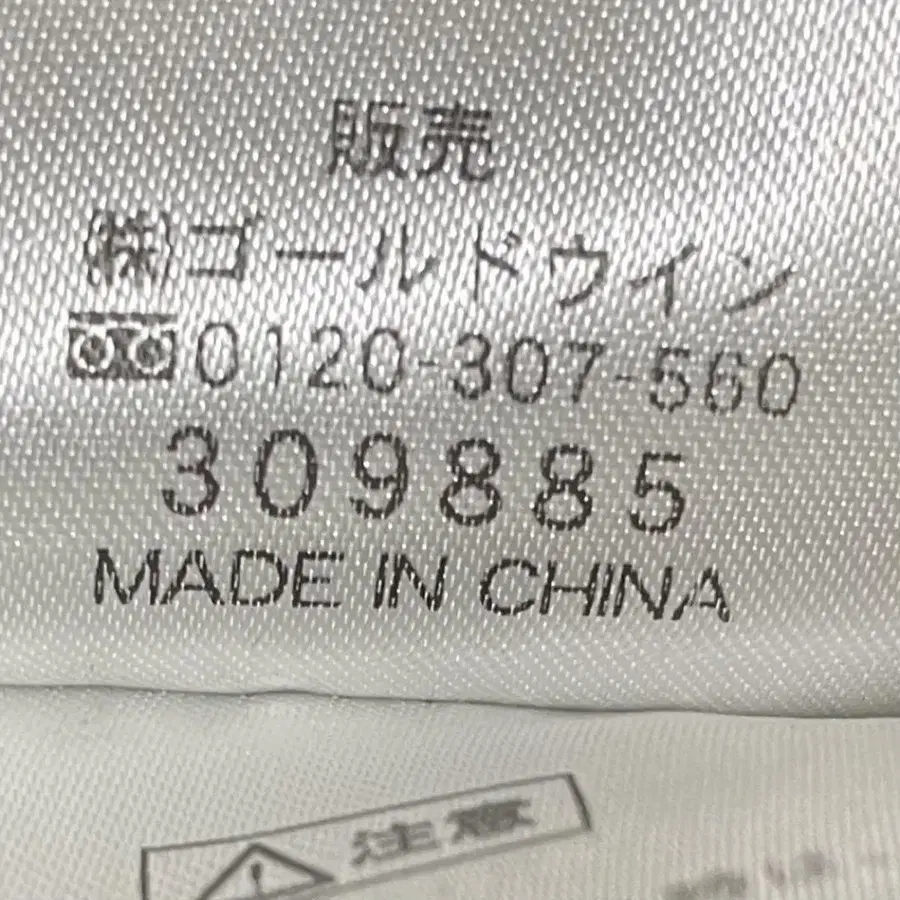 販売
(株)ゴールドウイン
0120-307-560
309885
MADE IN CHINA
注意